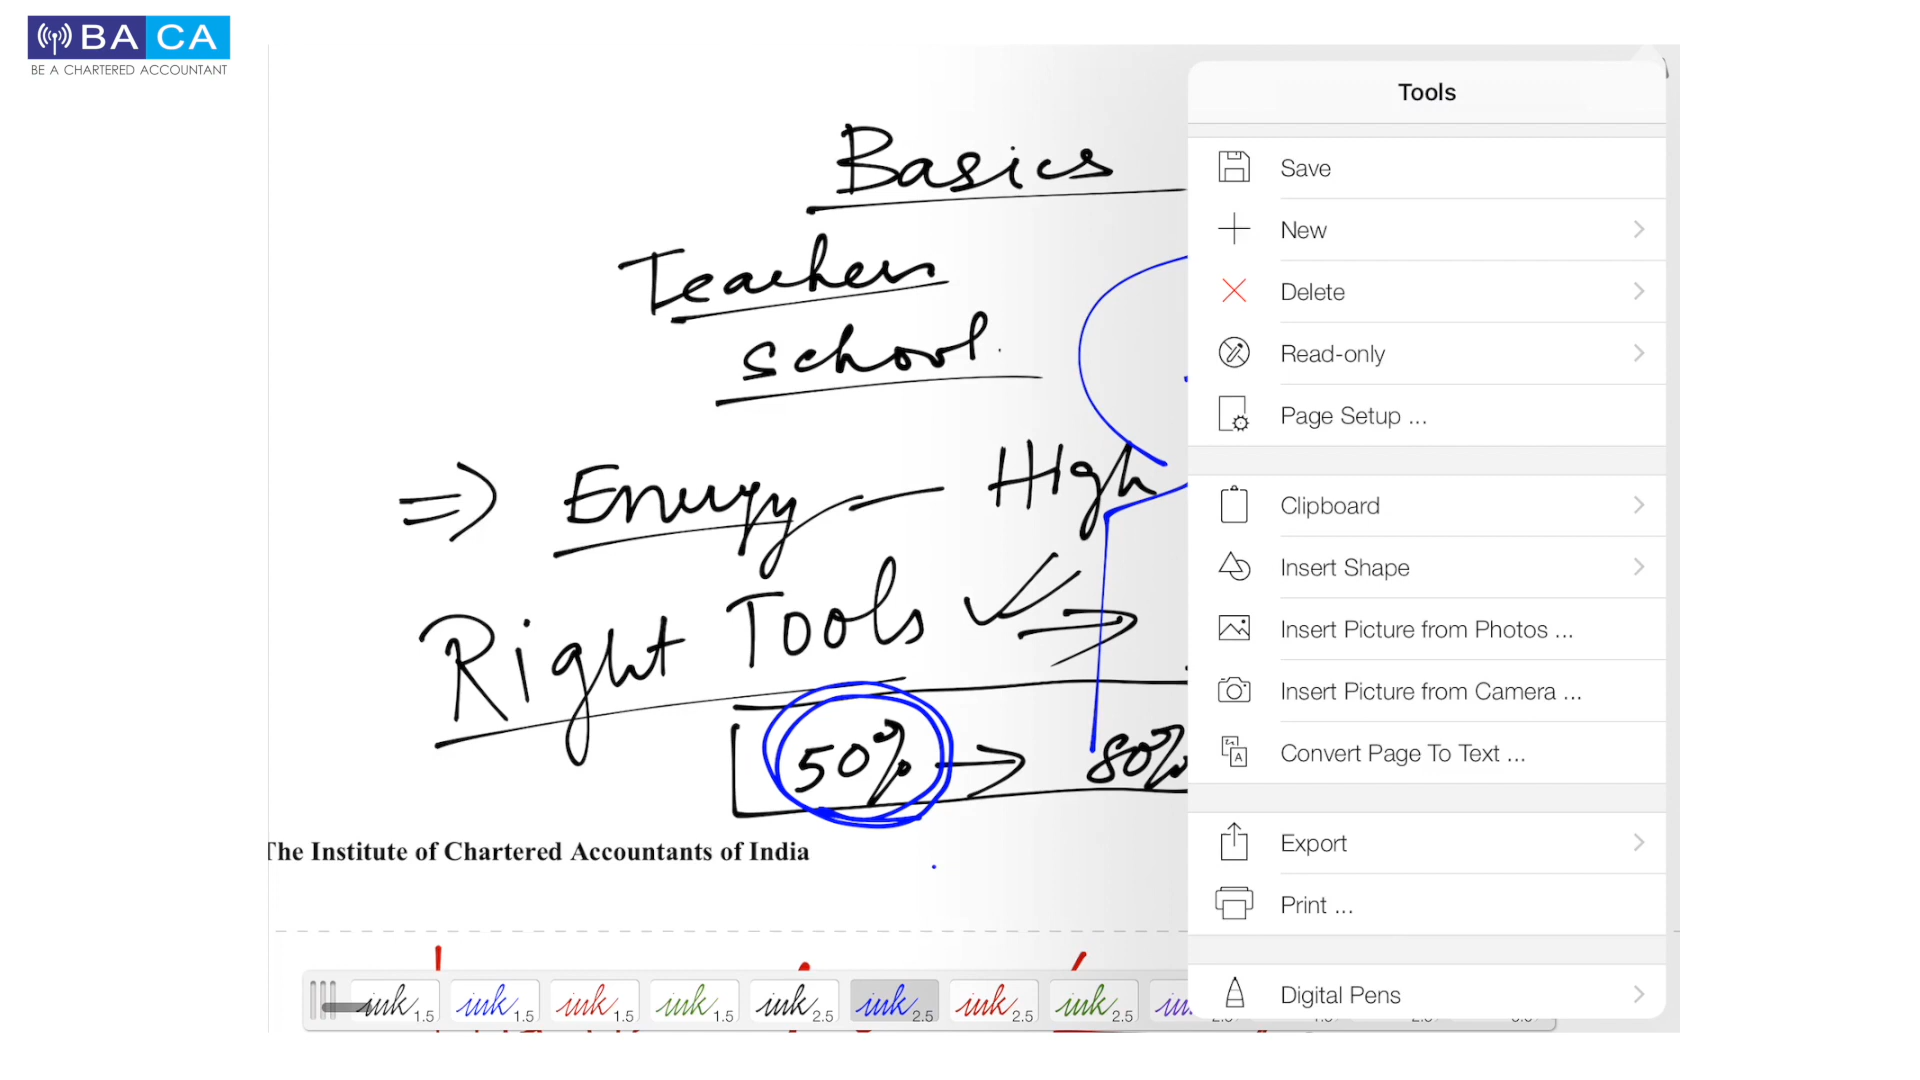 BA CA
BE A CHARTERED ACCOUNTANT
Basics
Teacher
school
=> Energy — High
Right Tools
50% → 80%
The Institute of Chartered Accountants of India
ink 1.5 ink 1.5 ink 1.5 ink 1.5 ink 2.5 ink 2.5 ink 2.5 ink 2.5 ink
Tools
Save
New
Delete
Read-only
Page Setup ...
Clipboard
Insert Shape
Insert Picture from Photos ...
Insert Picture from Camera ...
Convert Page To Text ...
Export
Print ...
Digital Pens